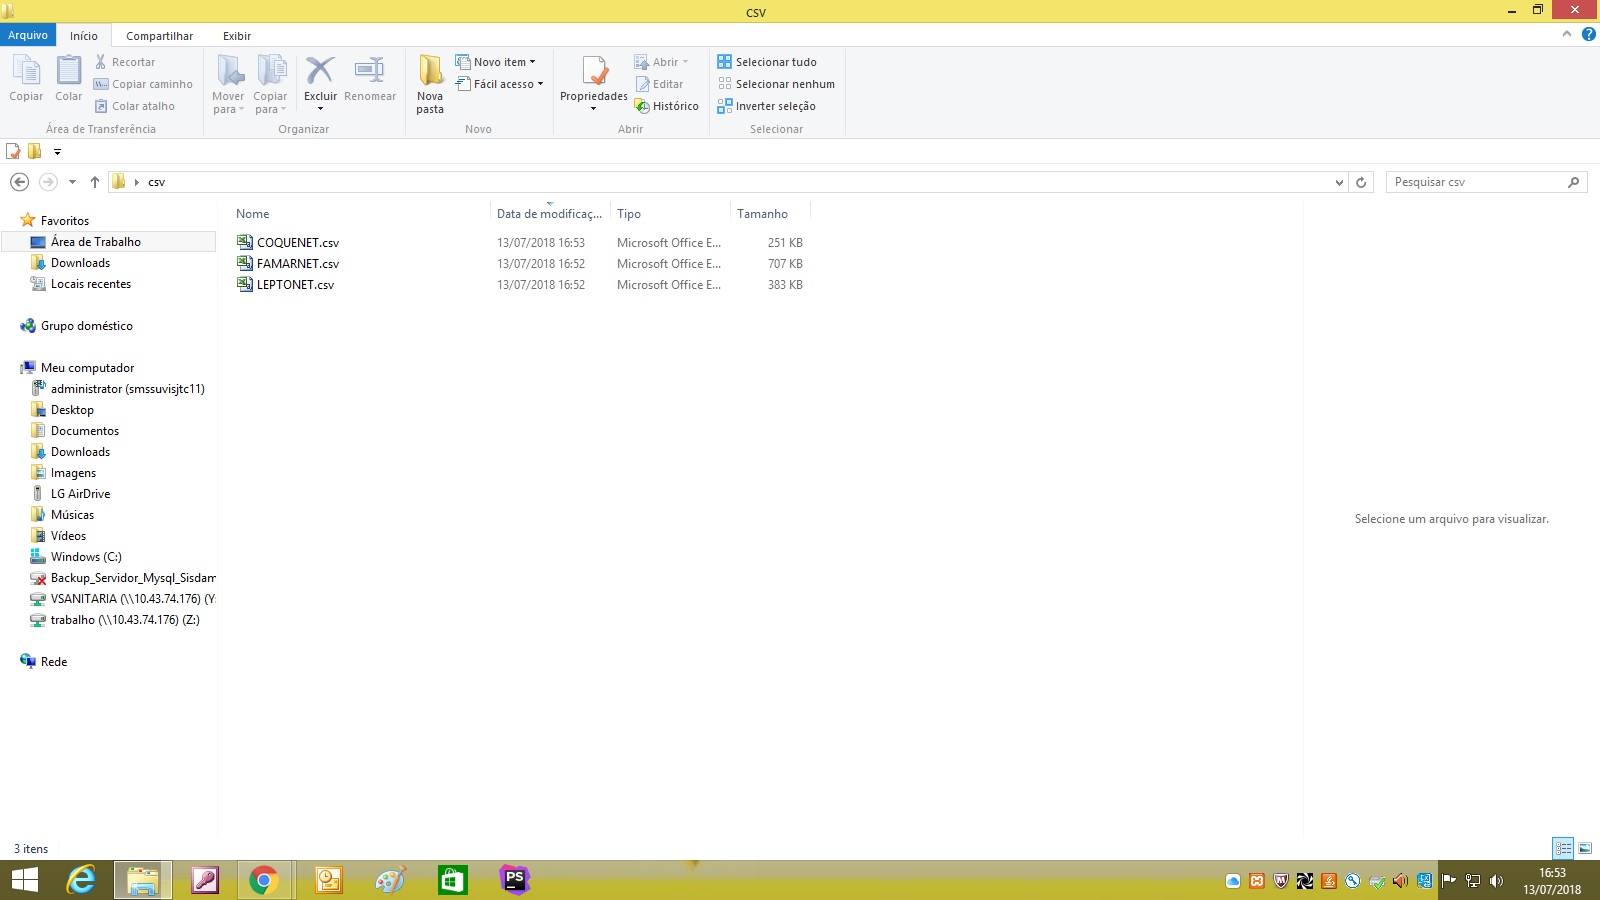 CSV
Arquivo Início Compartilhar Exibir
Copiar
Colar
Recortar
Copiar caminho
Colar atalho
Área de Transferência
Mover para
Copiar para
Excluir
Renomear
Organizar
Nova pasta
Novo item
Fácil acesso
Novo
Propriedades
Abrir
Editar
Histórico
Abrir
Selecionar tudo
Selecionar nenhum
Inverter seleção
Selecionar
csv
Pesquisar csv
Favoritos
Área de Trabalho
Downloads
Locais recentes
Grupo doméstico
Meu computador
administrator (smssuvisjtc11)
Desktop
Documentos
Downloads
Imagens
LG AirDrive
Músicas
Vídeos
Windows (C:)
Backup_Servidor_Mysql_Sisdam
VSANITARIA (\\10.43.74.176) (Y:
trabalho (\\10.43.74.176) (Z:)
Rede
Nome Data de modificaç... Tipo Tamanho
COQUENET.csv 13/07/2018 16:53 Microsoft Office E... 251 KB
FAMARNET.csv 13/07/2018 16:52 Microsoft Office E... 707 KB
LEPTONET.csv 13/07/2018 16:52 Microsoft Office E... 383 KB
Selecione um arquivo para visualizar.
3 itens
PS
16:53
13/07/2018